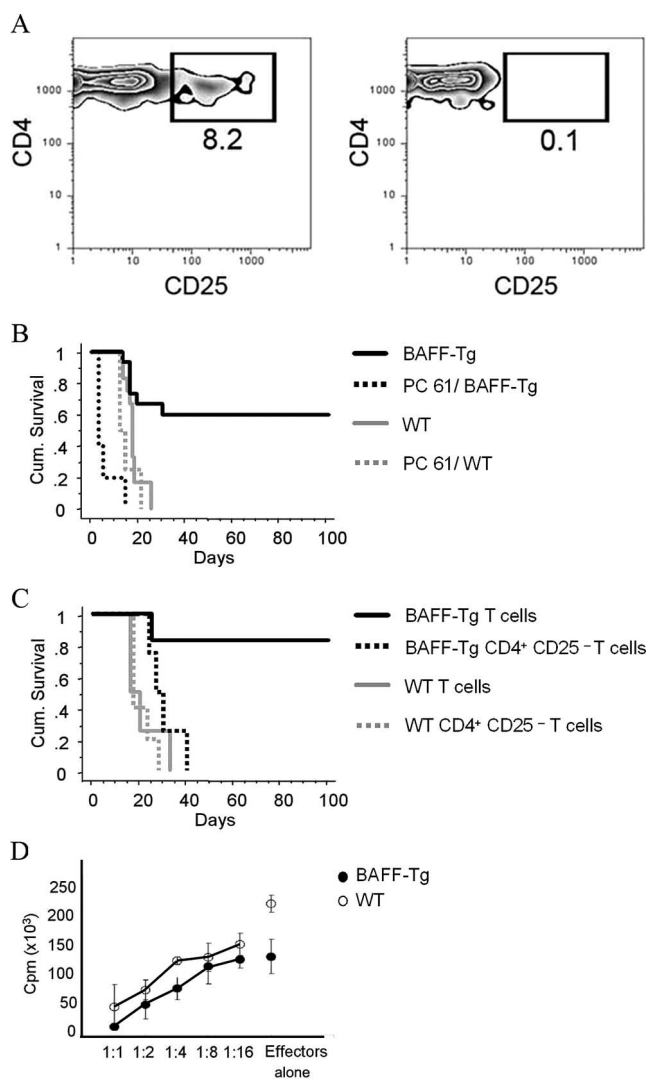 A
CD4
1000
100
10
1
8.2
1
10
100
1000
CD25
CD4
1000
100
10
1
0.1
1
10
100
1000
CD25
B
Cum. Survival
1
.8
.6
.4
.2
0
0 20 40 60 80 100
Days
BAFF-Tg
PC 61/ BAFF-Tg
WT
PC 61/ WT
C
Cum. Survival
1
.8
.6
.4
.2
0
0 20 40 60 80 100
Days
BAFF-Tg T cells
BAFF-Tg CD4⁺ CD25 ⁻ T cells
WT T cells
WT CD4⁺ CD25 ⁻ T cells
D
Cpm (x10³)
250
200
150
100
50
0
1:1 1:2 1:4 1:8 1:16 Effectors
alone
BAFF-Tg
WT